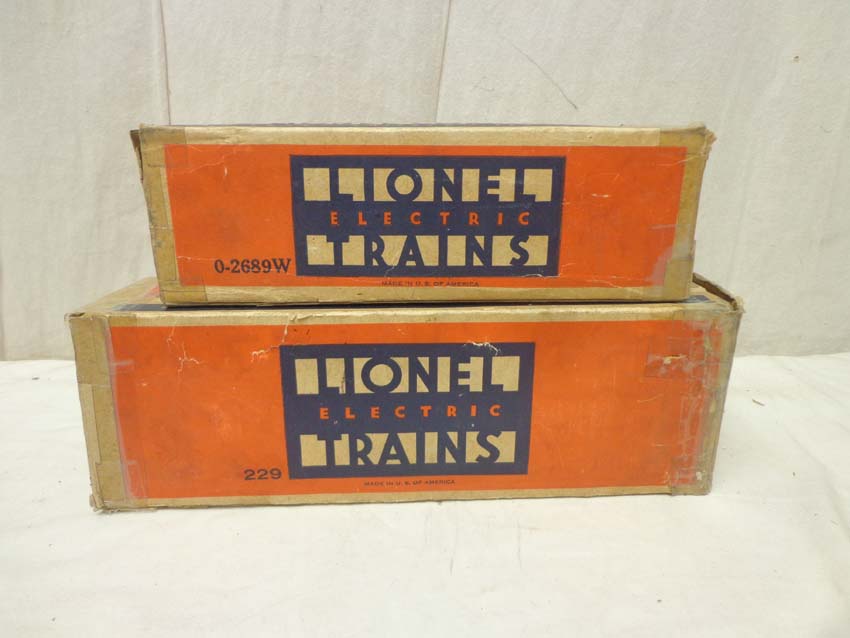 LIONEL
ELECTRIC
TRAINS
0-2689W
MADE IN U. S. OF AMERICA
LIONEL
ELECTRIC
TRAINS
229
MADE IN U. S. OF AMERICA